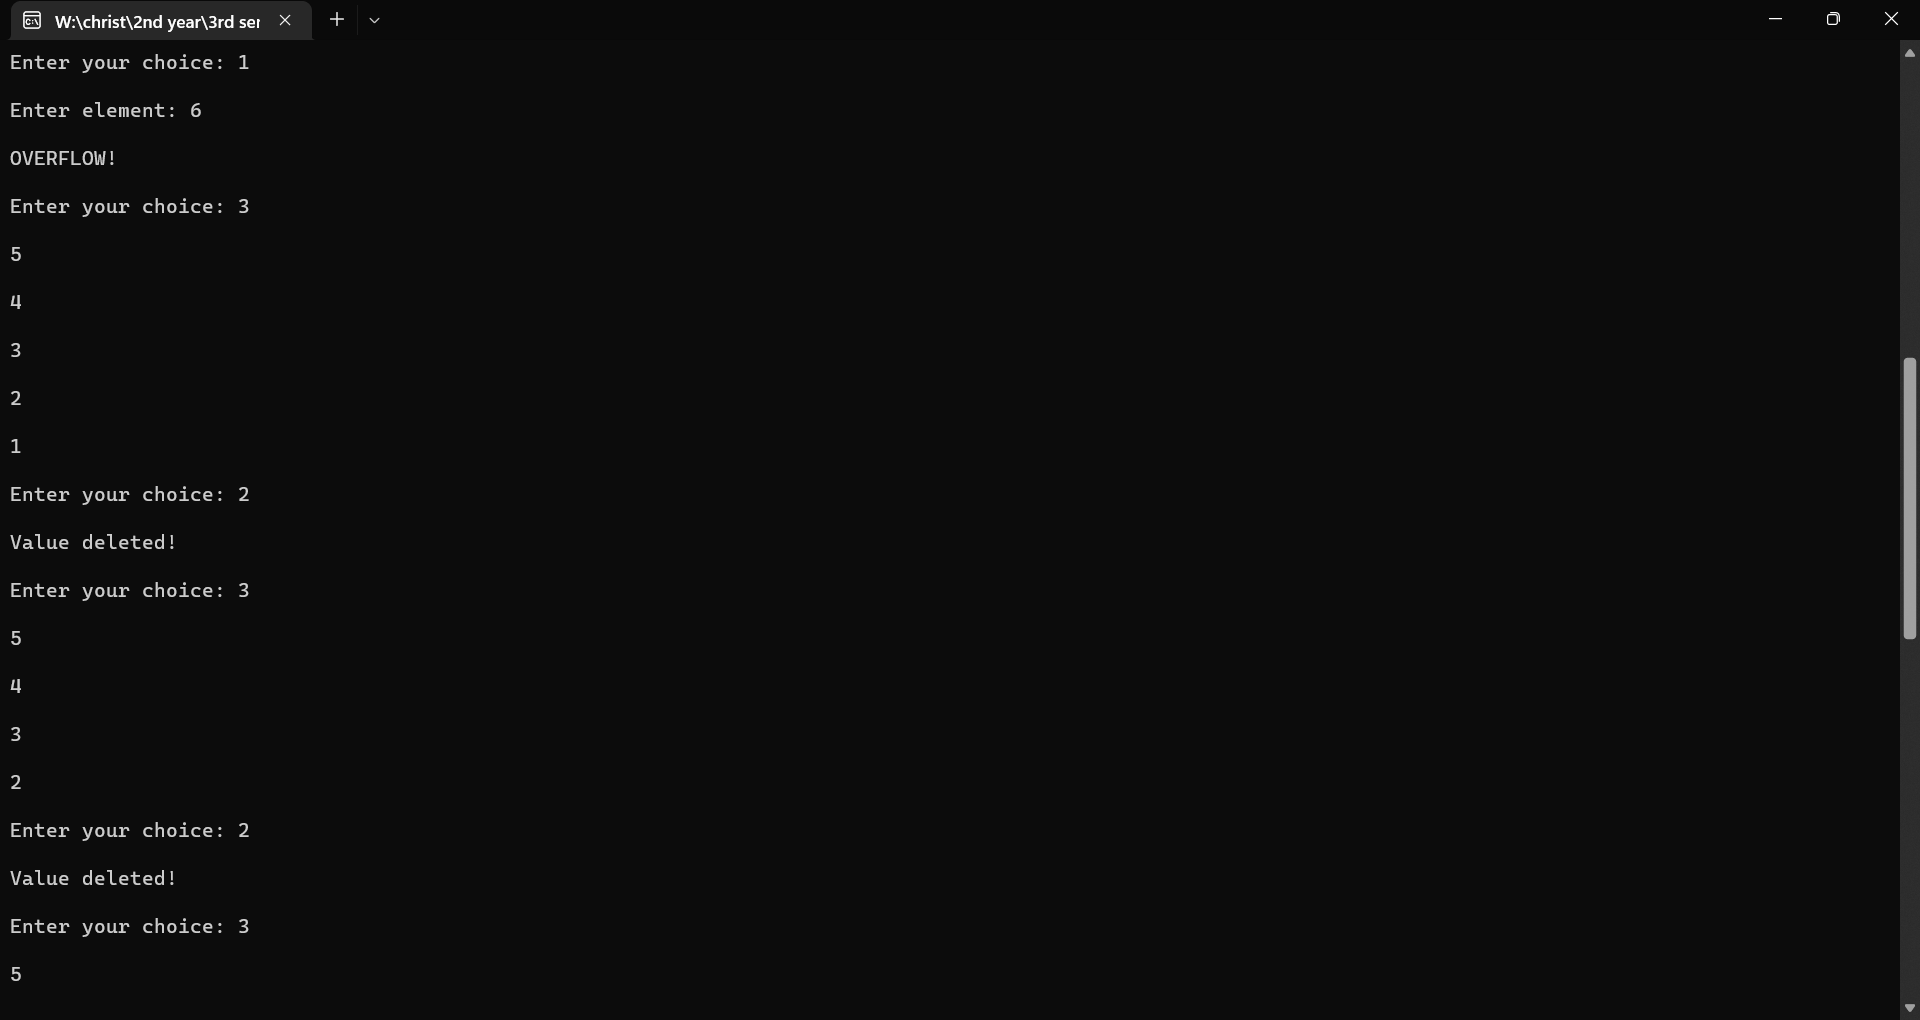 W:\christ\2nd year\3rd ser
Enter your choice: 1
Enter element: 6
OVERFLOW!
Enter your choice: 3
5
4
3
2
1
Enter your choice: 2
Value deleted!
Enter your choice: 3
5
4
3
2
Enter your choice: 2
Value deleted!
Enter your choice: 3
5